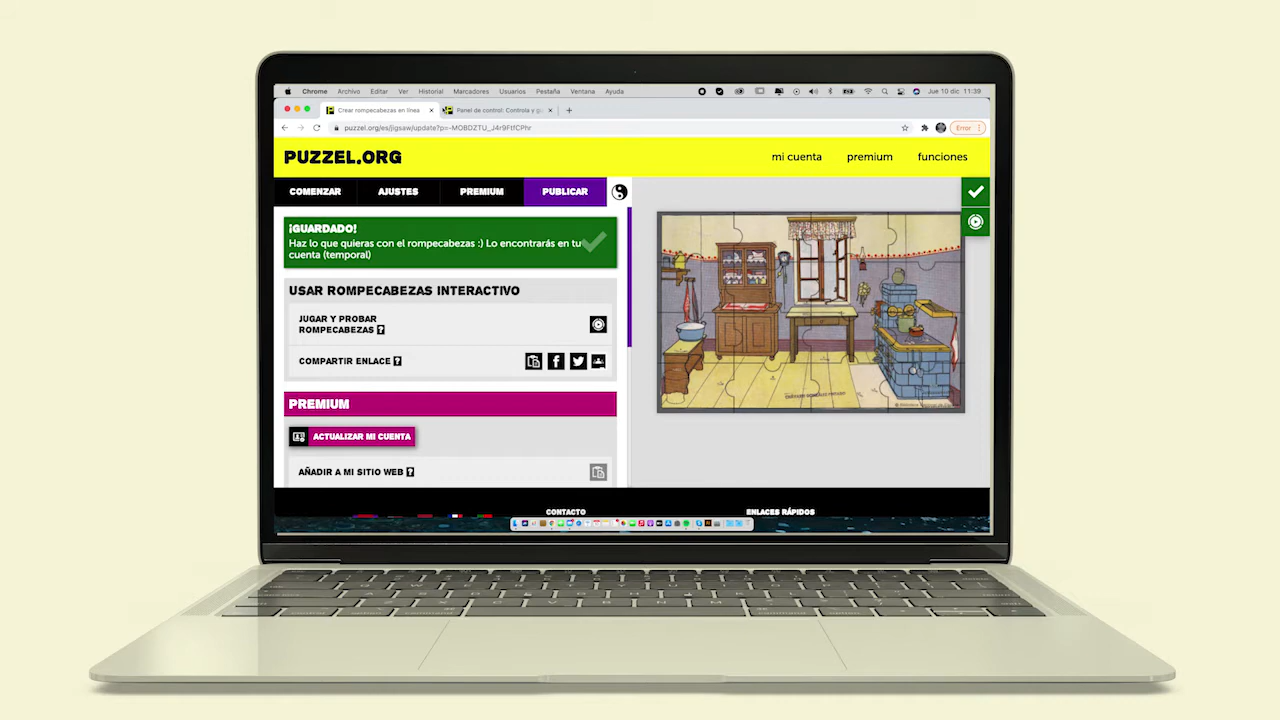 Chrome Archivo Editar Ver Historial Marcadores Usuarios Pestaña Ventana Ayuda Jue 10 dic 11:39
Crear rompecabezas en línea Panel de control: Controla y g
puzzel.org/es/jigsaw/update?p=-MOBDZTU_J4r9FtfCPhr Error
PUZZEL.ORG
mi cuenta premium funciones
COMENZAR AJUSTES PREMIUM PUBLICAR
¡GUARDADO!
Haz lo que quieras con el rompecabezas :) Lo encontrarás en tu
cuenta (temporal)
USAR ROMPECABEZAS INTERACTIVO
JUGAR Y PROBAR
ROMPECABEZAS ?
COMPARTIR ENLACE ?
PREMIUM
ACTUALIZAR MI CUENTA
AÑADIR A MI SITIO WEB ?
CONTACTO ENLACES RÁPIDOS